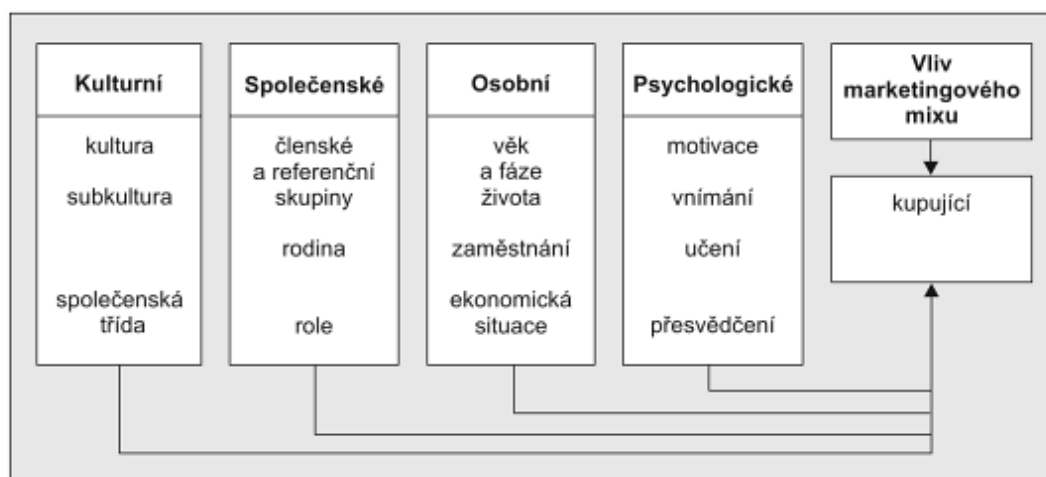 Kulturní
kultura
subkultura
společenská
třída
Společenské
členské
a referenční
skupiny
rodina
role
Osobní
věk
a fáze
života
zaměstnání
ekonomická
situace
Psychologické
motivace
vnímání
učení
přesvědčení
Vliv
marketingového
mixu
kupující